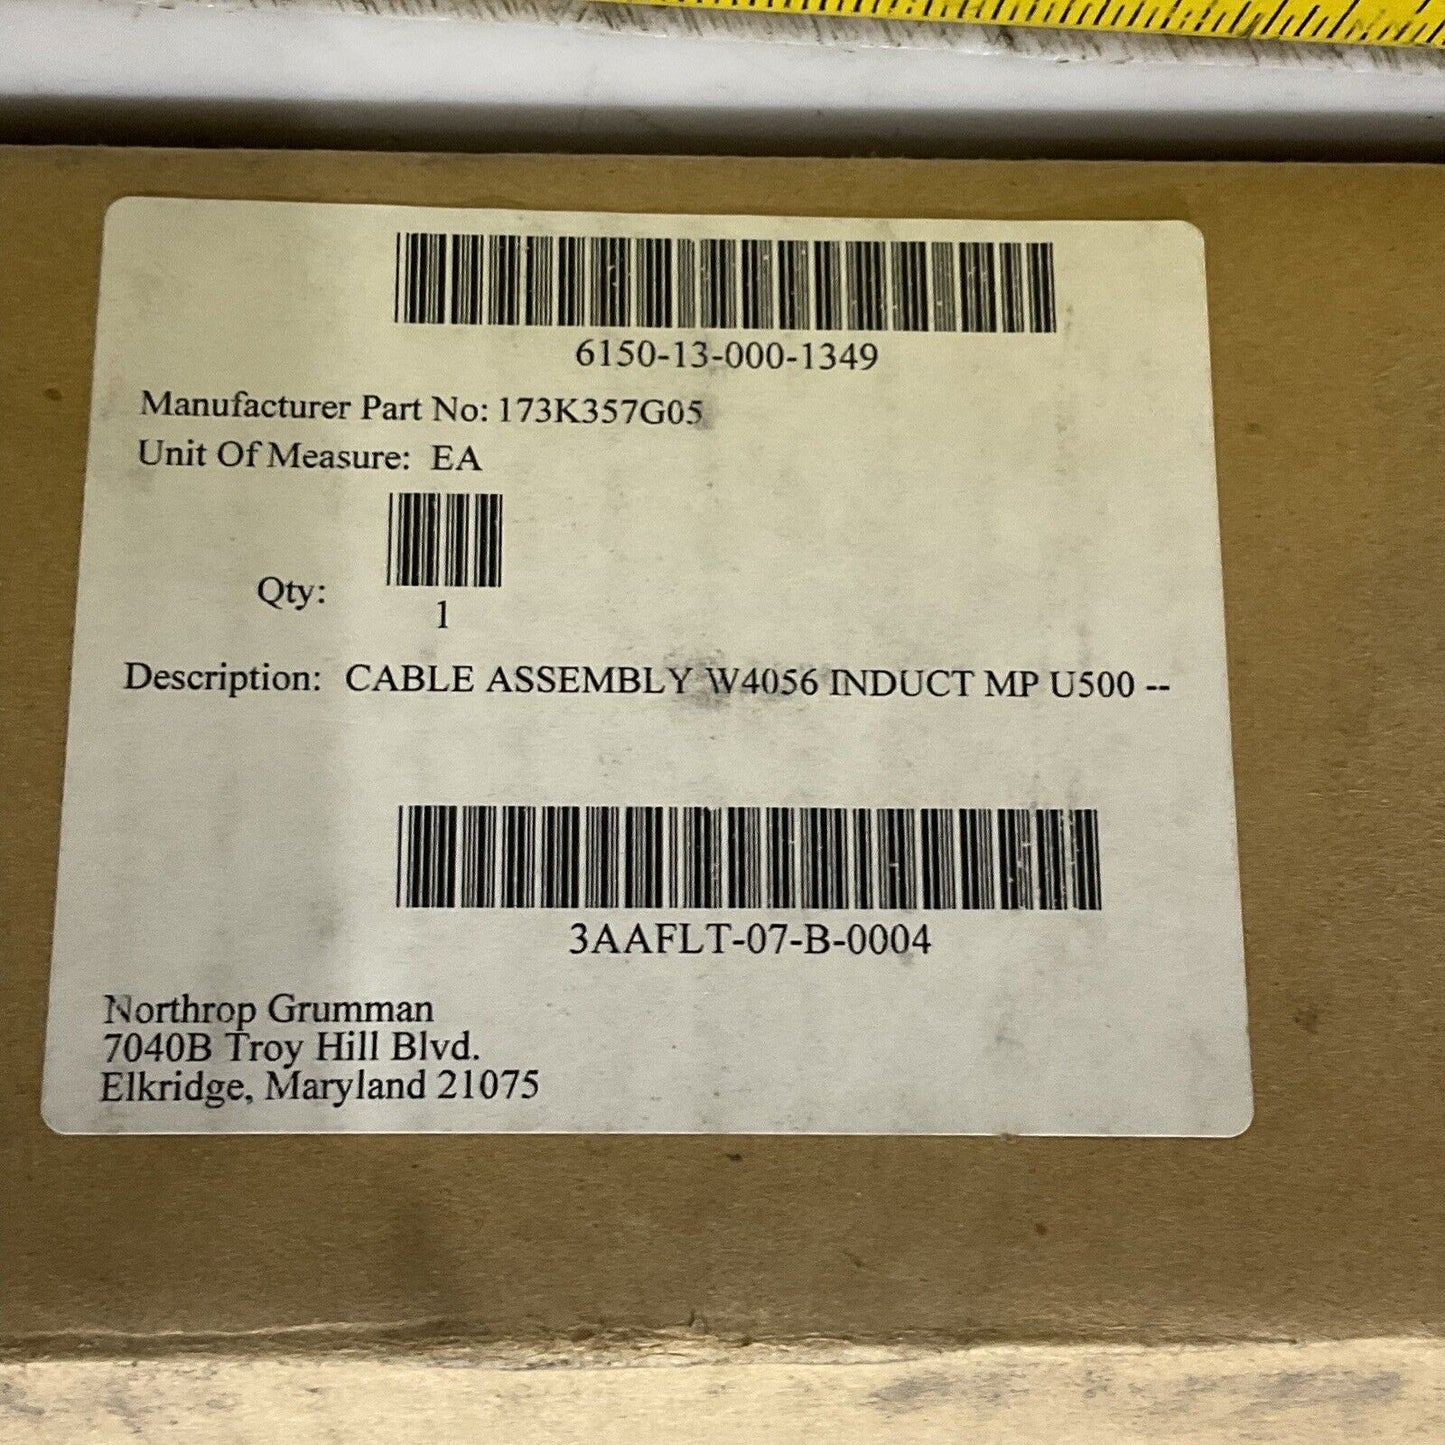 6150-13-000-1349
Manufacturer Part No: 173K357G05
Unit Of Measure: EA
Qty:
1
Description: CABLE ASSEMBLY W4056 INDUCT MP U500 --
3AAFLT-07-B-0004
Northrop Grumman
7040B Troy Hill Blvd.
Elkridge, Maryland 21075